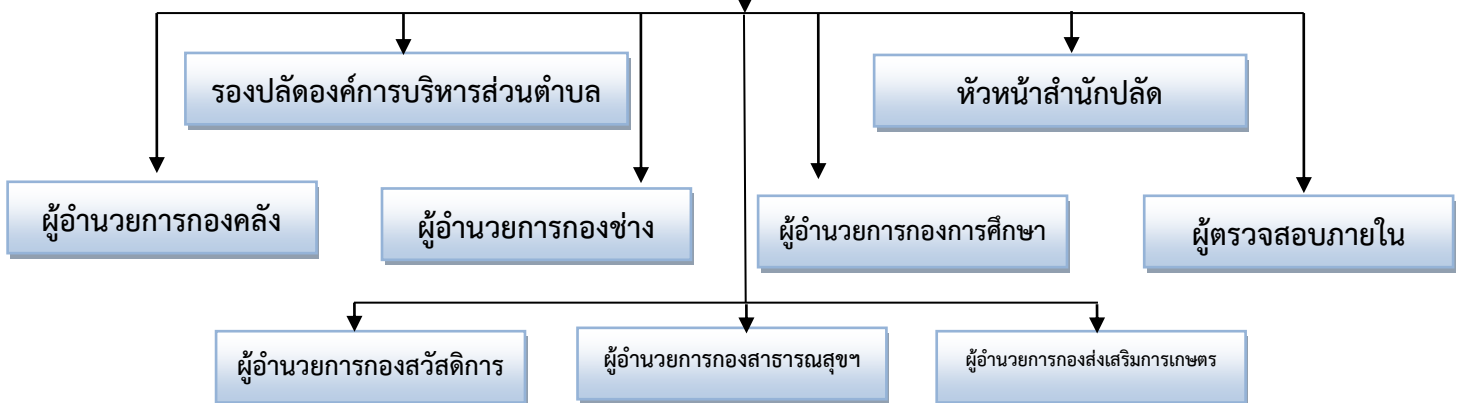 รองปลัดองค์การบริหารส่วนตำบล
หัวหน้าสำนักปลัด
ผู้อำนวยการกองคลัง
ผู้อำนวยการกองช่าง
ผู้อำนวยการกองการศึกษา
ผู้ตรวจสอบภายใน
ผู้อำนวยการกองสวัสดิการ
ผู้อำนวยการกองสาธารณสุขฯ
ผู้อำนวยการกองส่งเสริมการเกษตร